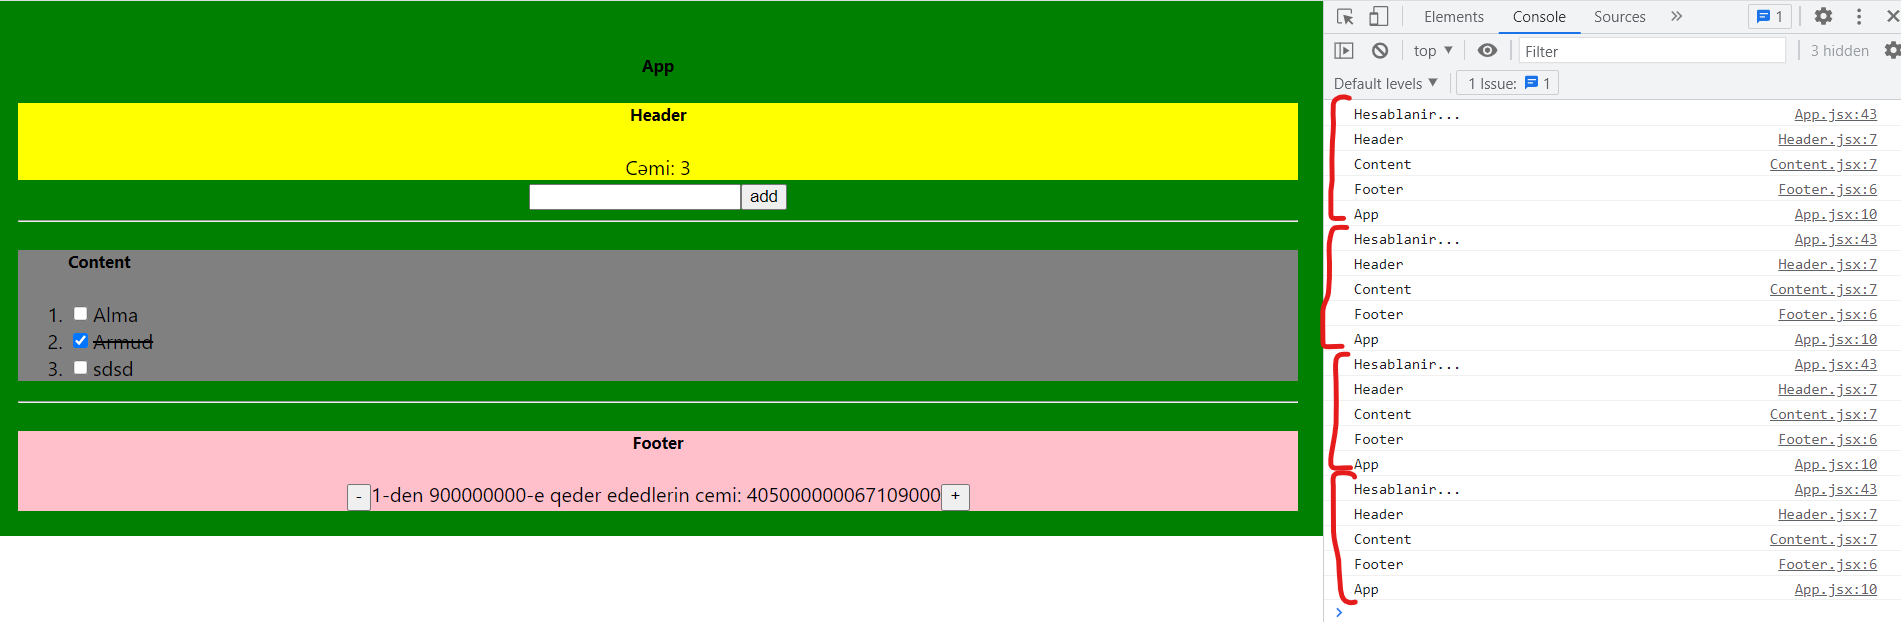 App
Header
Cəmi: 3
add
Content
1. Alma
2. Armud
3. sdsd
Footer
- 1-den 900000000-e qeder ededlerin cemi: 405000000067109000 +
Elements Console Sources » 1
top Filter 3 hidden
Default levels 1 Issue: 1
Hesablanir... App.jsx:43
Header Header.jsx:7
Content Content.jsx:7
Footer Footer.jsx:6
App App.jsx:10
Hesablanir... App.jsx:43
Header Header.jsx:7
Content Content.jsx:7
Footer Footer.jsx:6
App App.jsx:10
Hesablanir... App.jsx:43
Header Header.jsx:7
Content Content.jsx:7
Footer Footer.jsx:6
App App.jsx:10
Hesablanir... App.jsx:43
Header Header.jsx:7
Content Content.jsx:7
Footer Footer.jsx:6
App App.jsx:10